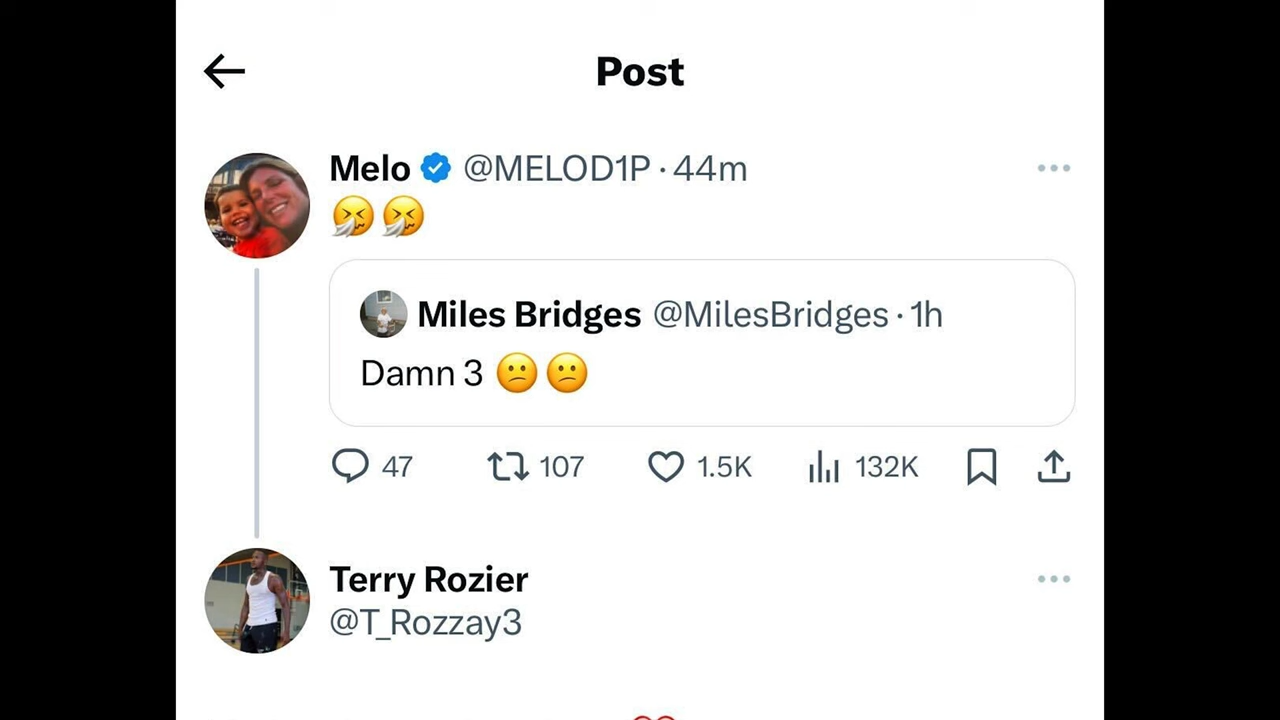 Post
Melo @MELOD1P · 44m
🤧🤧
Miles Bridges @MilesBridges · 1h
Damn 3 😕😕
47 107 1.5K 132K
Terry Rozier
@T_Rozzay3